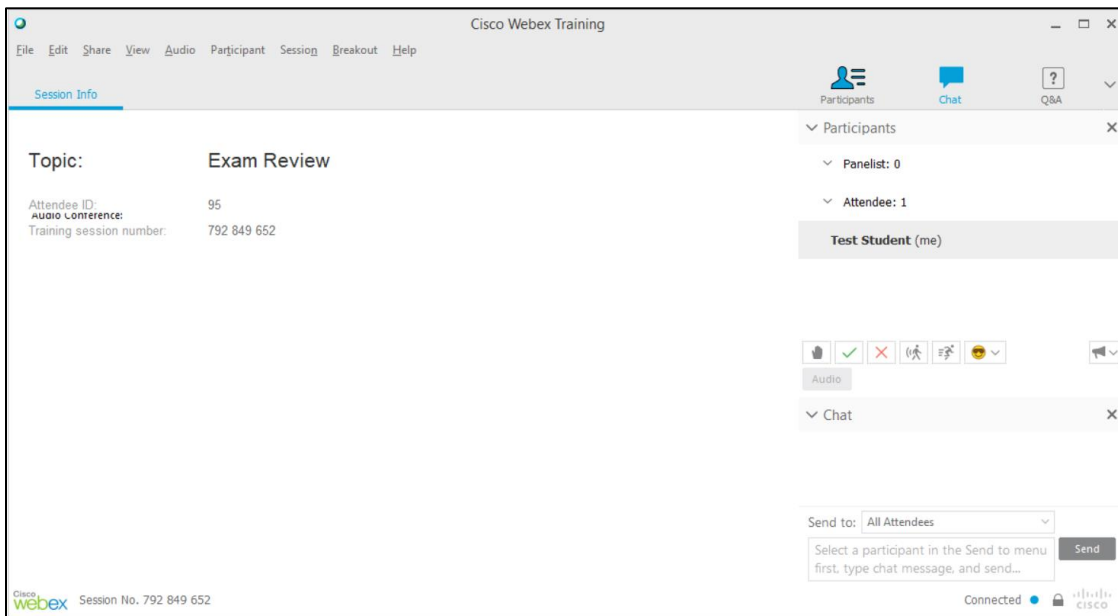 Cisco Webex Training
File Edit Share View Audio Participant Session Breakout Help
Session Info
Participants Chat Q&A
Participants
Panelist: 0
Attendee: 1
Test Student (me)
Topic: Exam Review
Attendee ID: 95
Audio Conference:
Training session number: 792 849 652
Audio
Chat
Send to: All Attendees
Select a participant in the Send to menu
first, type chat message, and send...
Send
Cisco webex Session No. 792 849 652
Connected
cisco